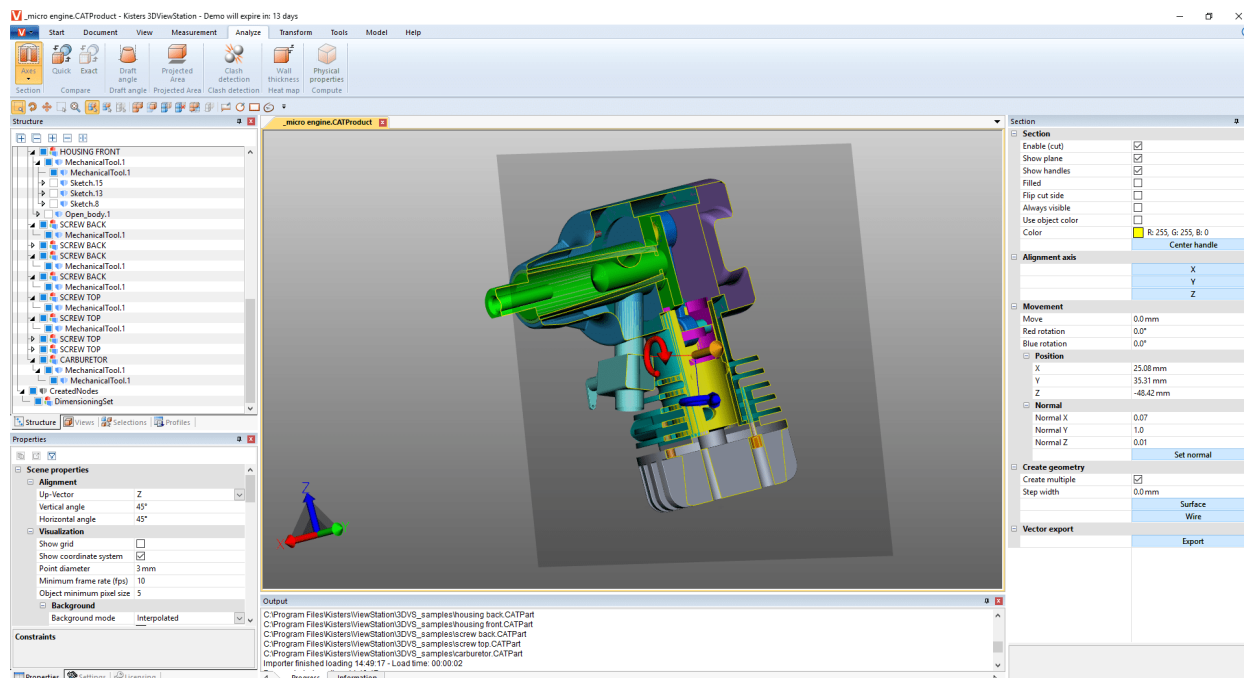 _micro engine.CATProduct - Kisters 3DViewStation - Demo will expire in: 13 days
Start Document View Measurement Analyze Transform Tools Model Help
Axes Quick Exact Draft angle Projected Area Clash detection Wall thickness Physical properties
Section Compare Draft angle Projected Area Clash detection Heat map Compute
Structure
HOUSING FRONT
MechanicalTool.1
MechanicalTool.1
Sketch.15
Sketch.13
Sketch.8
Open_body.1
SCREW BACK
MechanicalTool.1
SCREW BACK
SCREW BACK
MechanicalTool.1
SCREW BACK
MechanicalTool.1
SCREW TOP
MechanicalTool.1
SCREW TOP
MechanicalTool.1
SCREW TOP
SCREW TOP
CARBURETOR
MechanicalTool.1
MechanicalTool.1
CreatedNodes
DimensioningSet
Structure Views Selections Profiles
Properties
Scene properties
Alignment
Up-Vector Z
Vertical angle 45°
Horizontal angle 45°
Visualization
Show grid
Show coordinate system
Point diameter 3 mm
Minimum frame rate (fps) 10
Object minimum pixel size 5
Background
Background mode Interpolated
Constraints
Properties Settings Licensing
_micro engine.CATProduct
Z
X
Output
C:\Program Files\Kisters\ViewStation\3DVS_samples\housing back.CATPart
C:\Program Files\Kisters\ViewStation\3DVS_samples\housing front.CATPart
C:\Program Files\Kisters\ViewStation\3DVS_samples\screw back.CATPart
C:\Program Files\Kisters\ViewStation\3DVS_samples\screw top.CATPart
C:\Program Files\Kisters\ViewStation\3DVS_samples\carburetor.CATPart
Importer finished loading 14:49:17 - Load time: 00:00:02
Progress Information
Section
Section
Enable (cut)
Show plane
Show handles
Filled
Flip cut side
Always visible
Use object color
Color R: 255, G: 255, B: 0
Center handle
Alignment axis
X
Y
Z
Movement
Move 0.0 mm
Red rotation 0.0°
Blue rotation 0.0°
Position
X 25.08 mm
Y 35.31 mm
Z -48.42 mm
Normal
Normal X 0.07
Normal Y 1.0
Normal Z 0.01
Set normal
Create geometry
Create multiple
Step width 0.0 mm
Surface
Wire
Vector export
Export